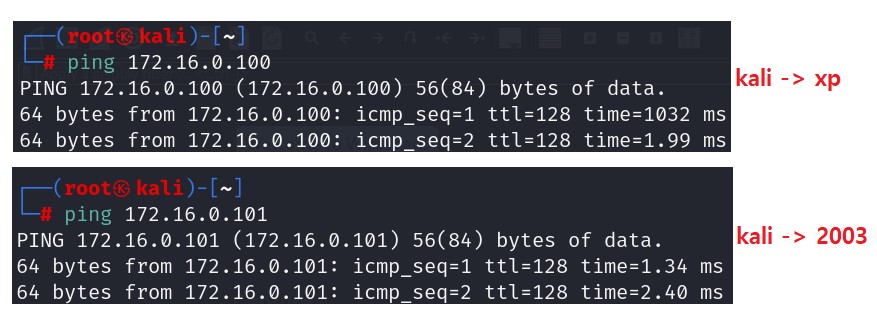 (root㉿kali)-[~]
# ping 172.16.0.100
PING 172.16.0.100 (172.16.0.100) 56(84) bytes of data.
64 bytes from 172.16.0.100: icmp_seq=1 ttl=128 time=1032 ms
64 bytes from 172.16.0.100: icmp_seq=2 ttl=128 time=1.99 ms
kali -> xp
(root㉿kali)-[~]
# ping 172.16.0.101
PING 172.16.0.101 (172.16.0.101) 56(84) bytes of data.
64 bytes from 172.16.0.101: icmp_seq=1 ttl=128 time=1.34 ms
64 bytes from 172.16.0.101: icmp_seq=2 ttl=128 time=2.40 ms
kali -> 2003